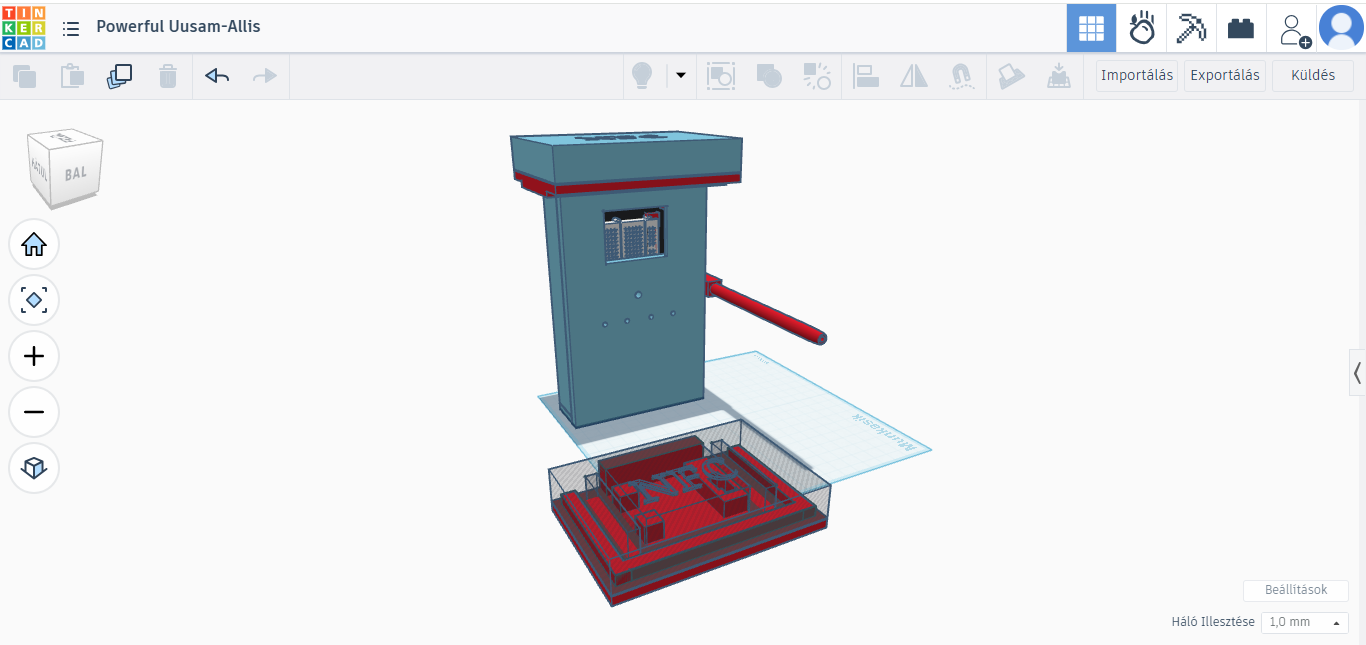 TIN
KER
CAD
Powerful Uusam-Allis
Importálás
Exportálás
Küldés
BAL
NFC
Munkasík
Beállítások
Háló Illesztése
1,0 mm